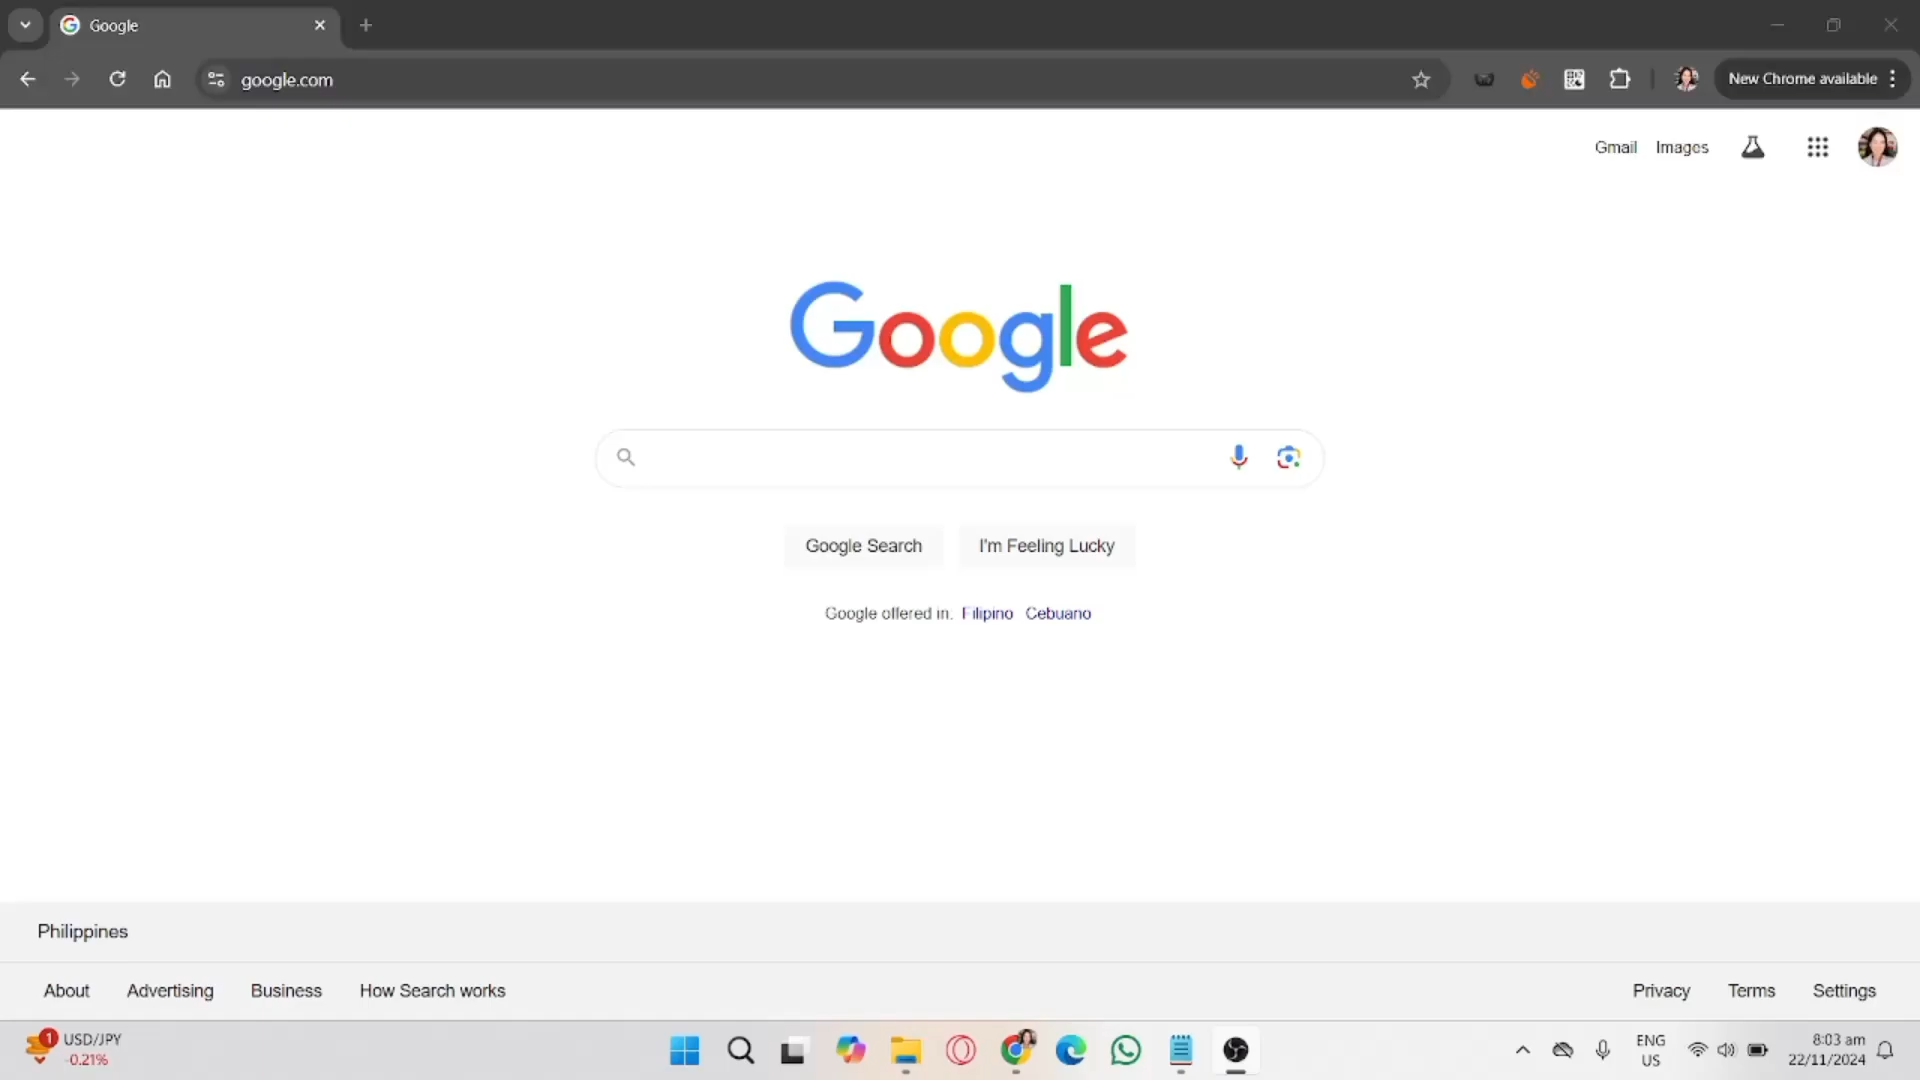 Google
google.com
New Chrome available
Gmail Images
Google
Google Search I'm Feeling Lucky
Google offered in: Filipino Cebuano
Philippines
About Advertising Business How Search works
Privacy Terms Settings
1 USD/JPY
-0.21%
ENG
US
8:03 am
22/11/2024